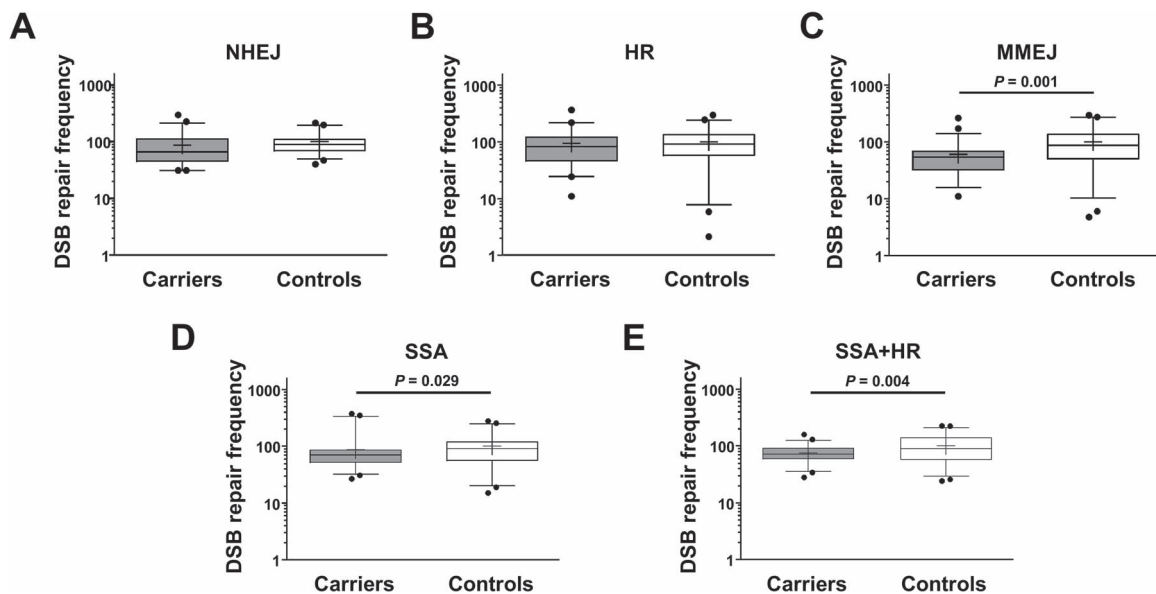 A
NHEJ
DSB repair frequency
1000
100
10
1
Carriers
Controls
B
HR
DSB repair frequency
1000
100
10
1
Carriers
Controls
C
MMEJ
P = 0.001
DSB repair frequency
1000
100
10
1
Carriers
Controls
D
SSA
P = 0.029
DSB repair frequency
1000
100
10
1
Carriers
Controls
E
SSA+HR
P = 0.004
DSB repair frequency
1000
100
10
1
Carriers
Controls